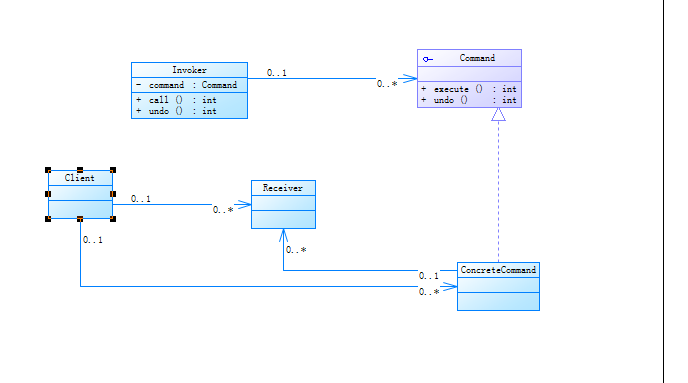 Invoker
- command : Command
+ call () : int
+ undo () : int
0..1
0..*
Command
+ execute () : int
+ undo () : int
Client
0..1
0..*
Receiver
0..1
0..*
0..1
0..*
ConcreteCommand